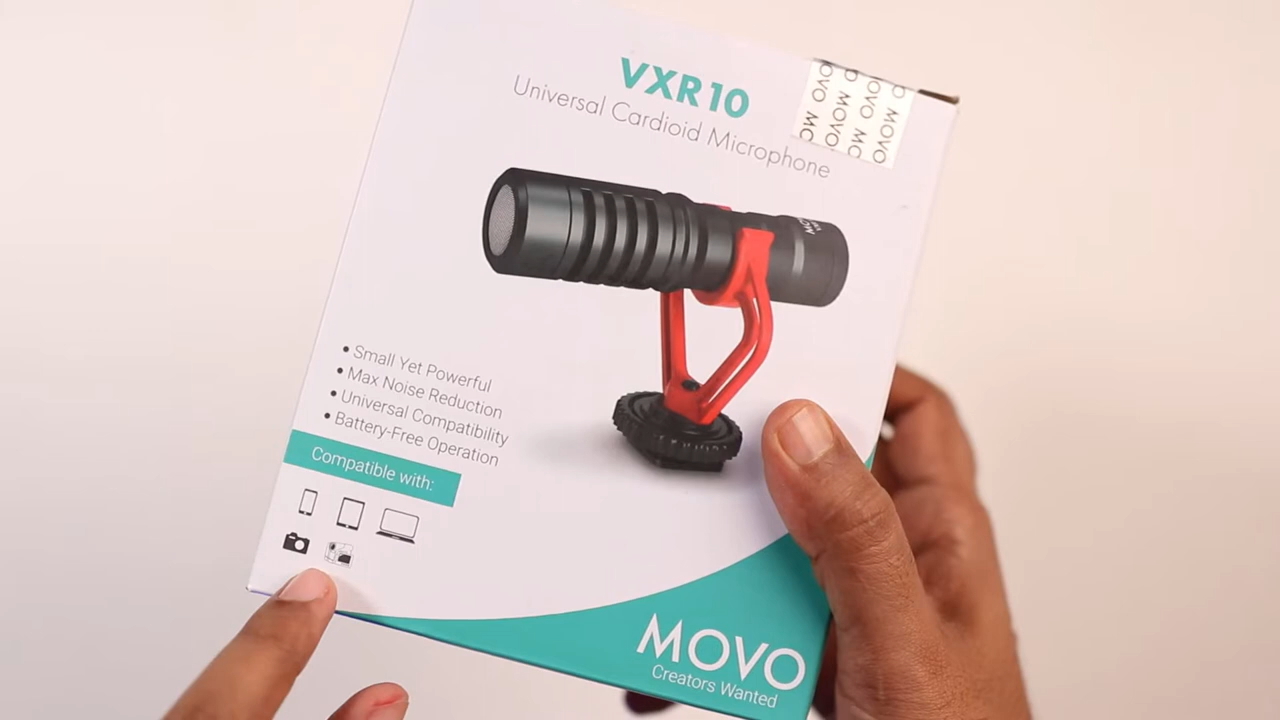 VXR10
Universal Cardioid Microphone
MOVO MOVO MOVO
• Small Yet Powerful
• Max Noise Reduction
• Universal Compatibility
• Battery-Free Operation
Compatible with:
MOVO
Creators Wanted